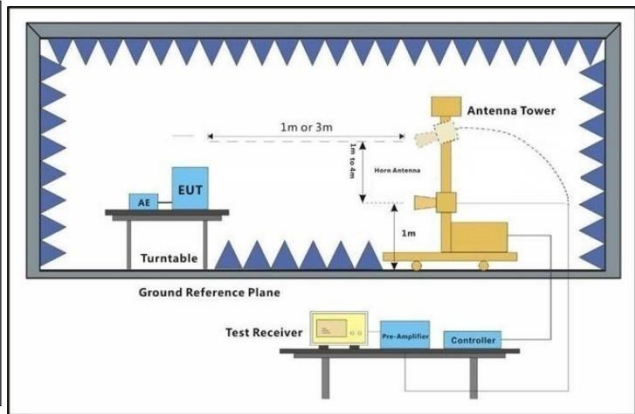 1m or 3m
Antenna Tower
1m to 4m
Horn Antenna
EUT
AE
1m
Turntable
Ground Reference Plane
Test Receiver
Pre-Amplifier
Controller